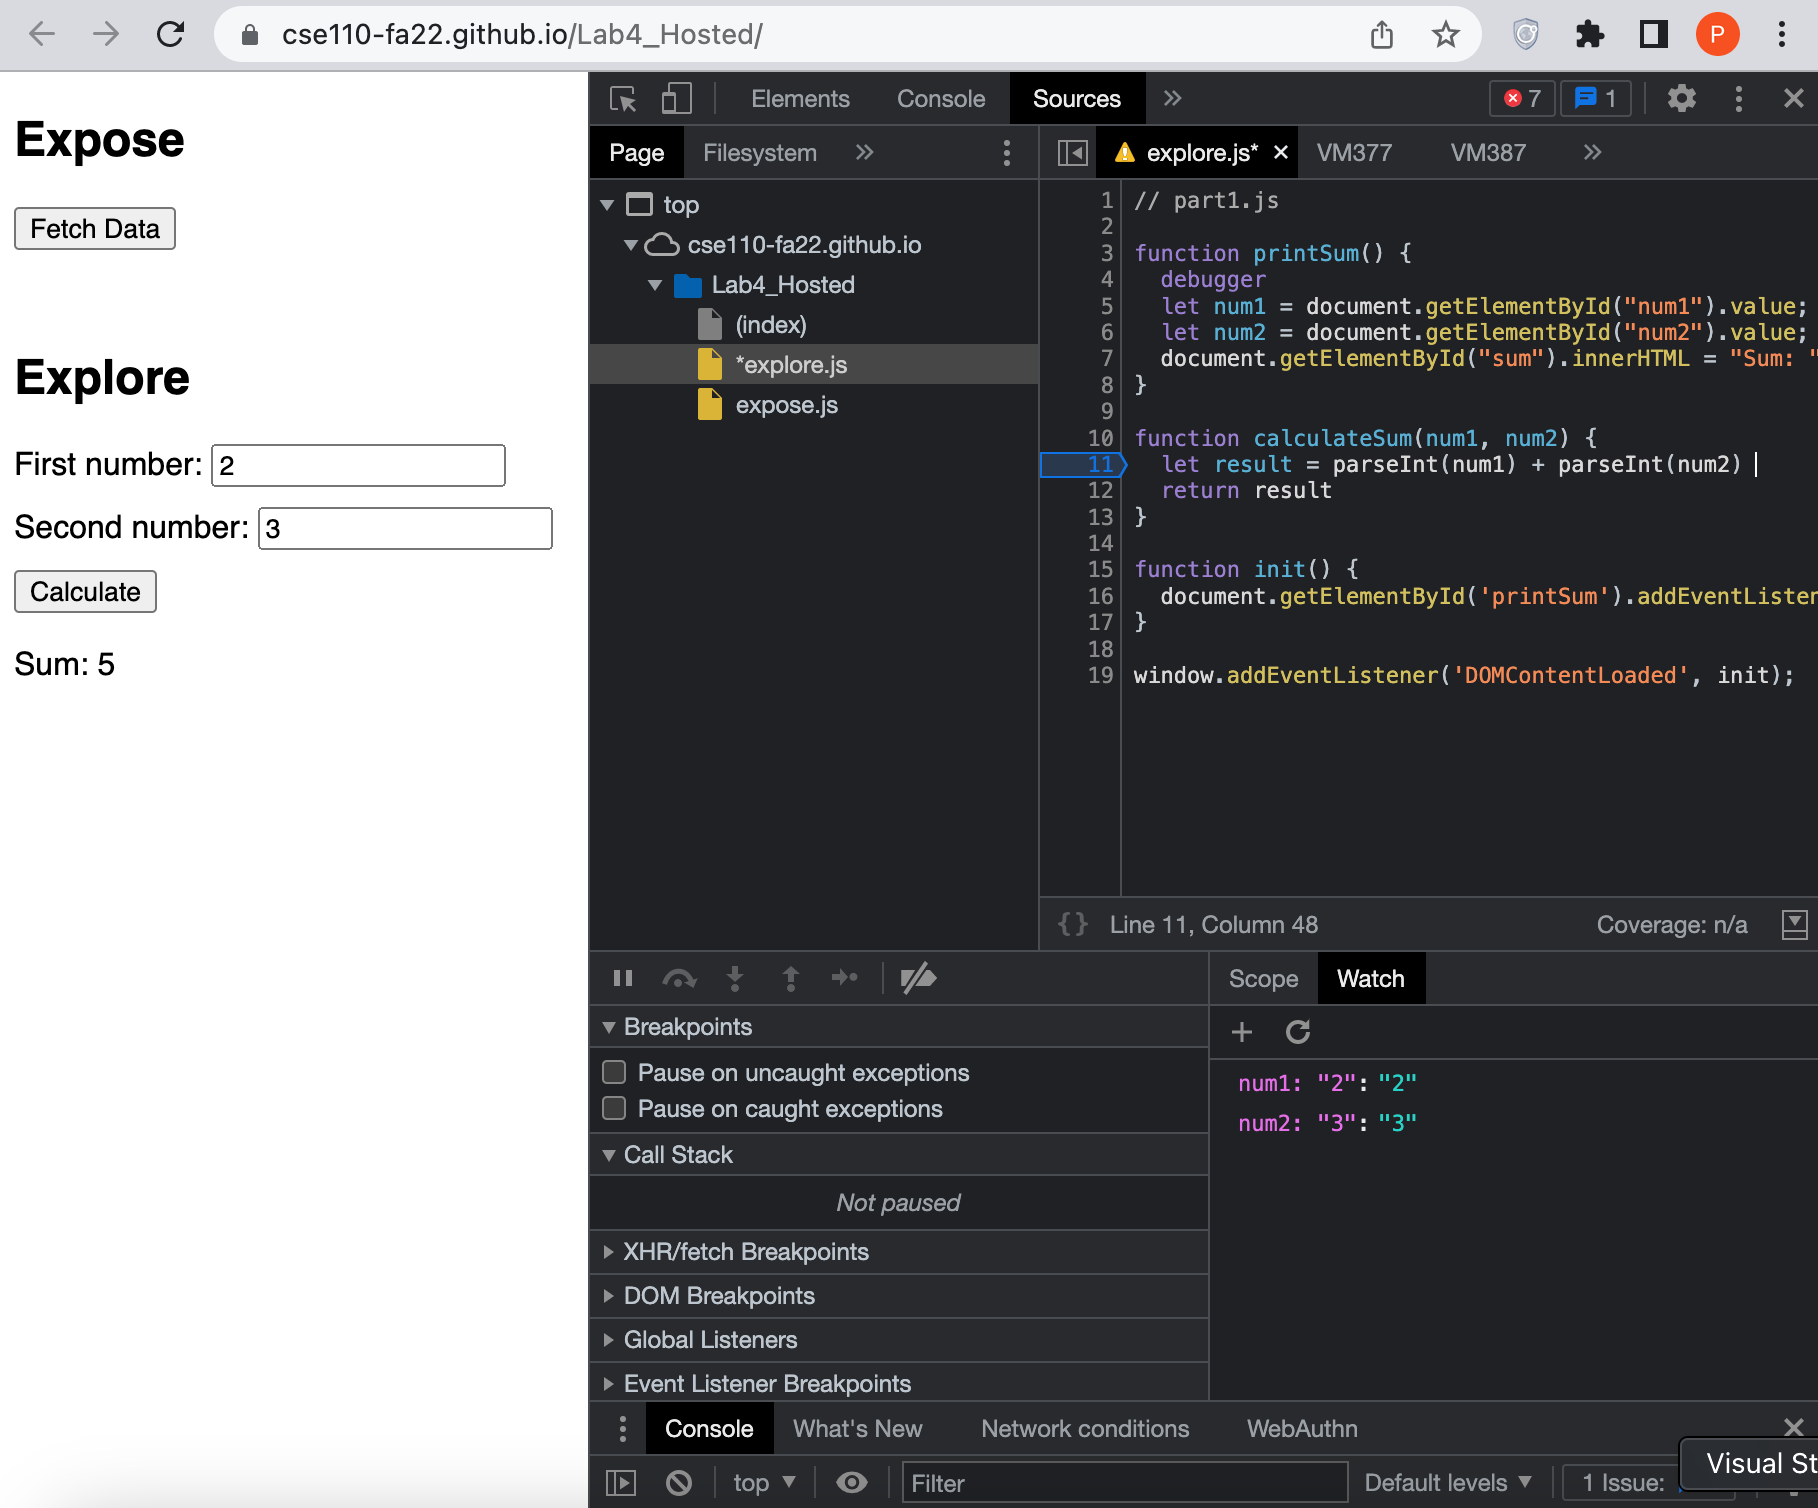 cse110-fa22.github.io/Lab4_Hosted/
P
Expose
Fetch Data
Explore
First number: 2
Second number: 3
Calculate
Sum: 5
Elements Console Sources
7 1
Page Filesystem
explore.js* VM377 VM387
top
cse110-fa22.github.io
Lab4_Hosted
(index)
*explore.js
expose.js
1 // part1.js
2
3 function printSum() {
4 debugger
5 let num1 = document.getElementById("num1").value;
6 let num2 = document.getElementById("num2").value;
7 document.getElementById("sum").innerHTML = "Sum: "
8 }
9
10 function calculateSum(num1, num2) {
11 let result = parseInt(num1) + parseInt(num2)
12 return result
13 }
14
15 function init() {
16 document.getElementById('printSum').addEventListen
17 }
18
19 window.addEventListener('DOMContentLoaded', init);
{} Line 11, Column 48 Coverage: n/a
Scope Watch
Breakpoints
Pause on uncaught exceptions
Pause on caught exceptions
Call Stack
Not paused
XHR/fetch Breakpoints
DOM Breakpoints
Global Listeners
Event Listener Breakpoints
num1: "2": "2"
num2: "3": "3"
Console What's New Network conditions WebAuthn
top Filter Default levels 1 Issue:
Visual St